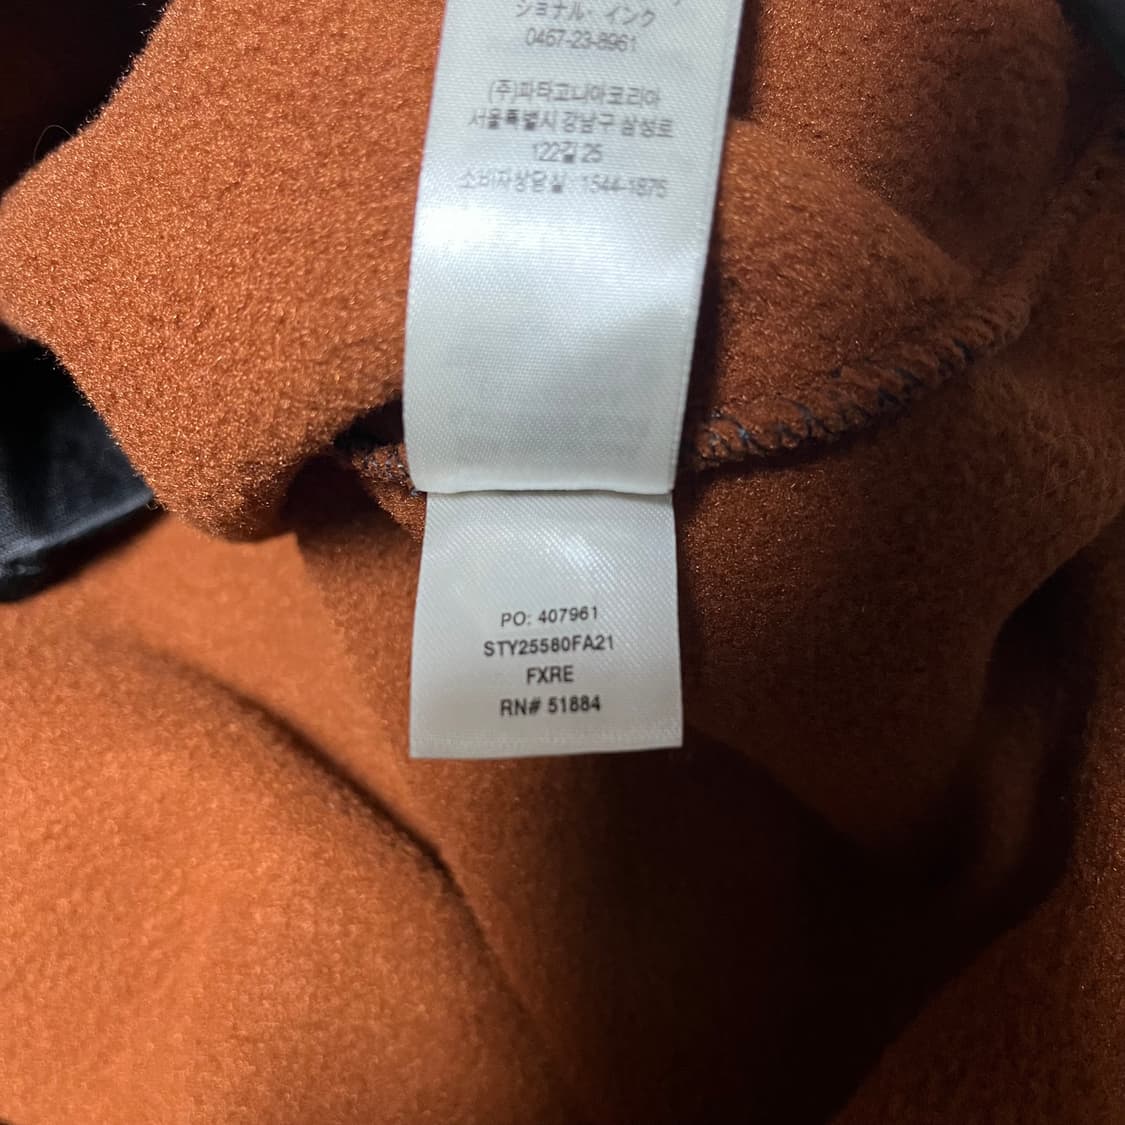 ショナル・インク
0467-23-8961
(주)파타고니아코리아
서울특별시 강남구 삼성로
122길 25
소비자상담실 1544-1876
PO: 407961
STY25580FA21
FXRE
RN# 51884